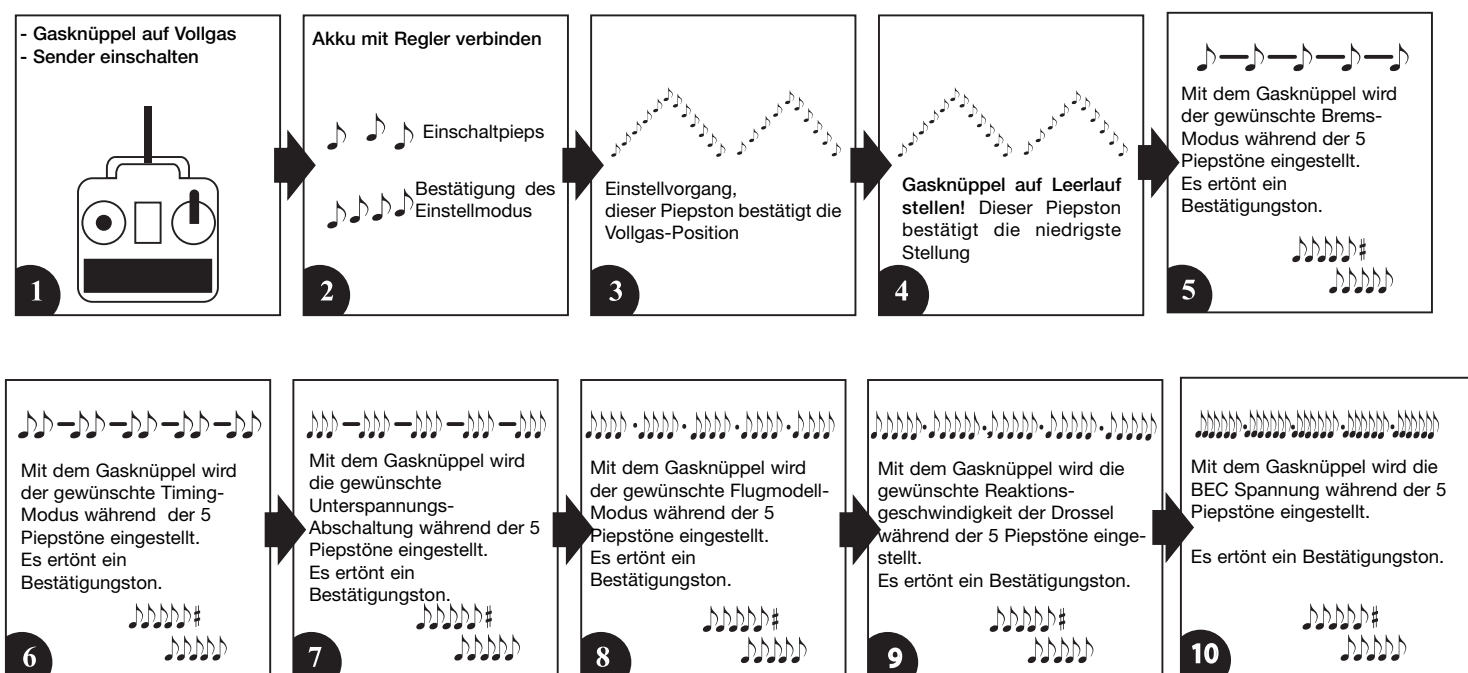 - Gasknüppel auf Vollgas
- Sender einschalten
1
Akku mit Regler verbinden
Einschaltpieps
Bestätigung des
Einstellmodus
2
Einstellvorgang,
dieser Piepston bestätigt die
Vollgas-Position
3
Gasknüppel auf Leerlauf
stellen! Dieser Piepston
bestätigt die niedrigste
Stellung
4
Mit dem Gasknüppel wird
der gewünschte Brems-
Modus während der 5
Piepstöne eingestellt.
Es ertönt ein
Bestätigungston.
5
Mit dem Gasknüppel wird
der gewünschte Timing-
Modus während der 5
Piepstöne eingestellt.
Es ertönt ein
Bestätigungston.
6
Mit dem Gasknüppel wird
die gewünschte
Unterspannungs-
Abschaltung während der 5
Piepstöne eingestellt.
Es ertönt ein
Bestätigungston.
7
Mit dem Gasknüppel wird
der gewünschte Flugmodell-
Modus während der 5
Piepstöne eingestellt.
Es ertönt ein
Bestätigungston.
8
Mit dem Gasknüppel wird die
gewünschte Reaktions-
geschwindigkeit der Drossel
während der 5 Piepstöne einge-
stellt.
Es ertönt ein Bestätigungston.
9
Mit dem Gasknüppel wird die
BEC Spannung während der 5
Piepstöne eingestellt.
Es ertönt ein Bestätigungston.
10